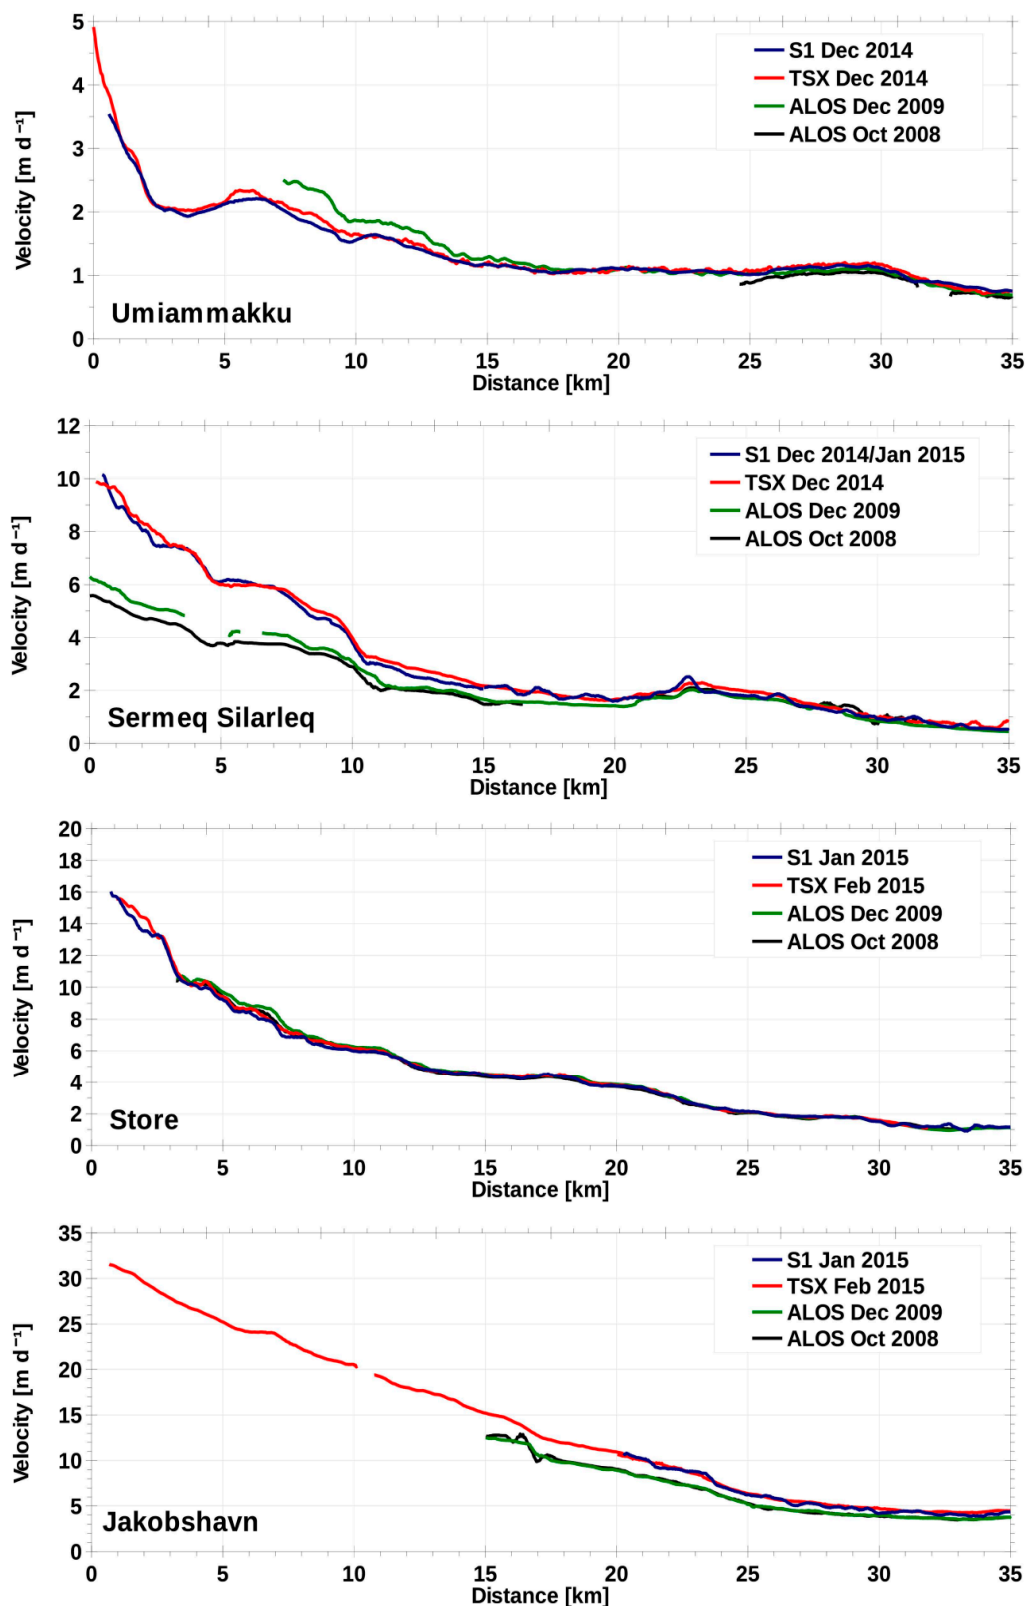 5
4
3
2
1
0
Velocity [m d⁻¹]
S1 Dec 2014
TSX Dec 2014
ALOS Dec 2009
ALOS Oct 2008
Umiammakku
0 5 10 15 20 25 30 35
Distance [km]
12
10
8
6
4
2
0
Velocity [m d⁻¹]
S1 Dec 2014/Jan 2015
TSX Dec 2014
ALOS Dec 2009
ALOS Oct 2008
Sermeq Silarleq
0 5 10 15 20 25 30 35
Distance [km]
20
18
16
14
12
10
8
6
4
2
0
Velocity [m d⁻¹]
S1 Jan 2015
TSX Feb 2015
ALOS Dec 2009
ALOS Oct 2008
Store
0 5 10 15 20 25 30 35
Distance [km]
35
30
25
20
15
10
5
0
Velocity [m d⁻¹]
S1 Jan 2015
TSX Feb 2015
ALOS Dec 2009
ALOS Oct 2008
Jakobshavn
0 5 10 15 20 25 30 35
Distance [km]